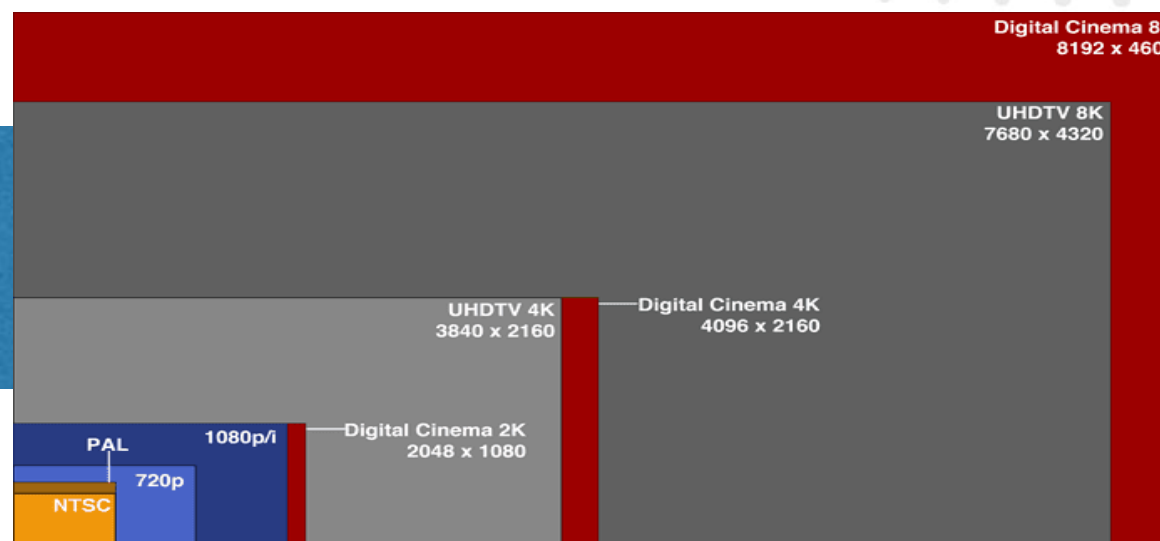 Digital Cinema 8
8192 x 460
UHDTV 8K
7680 x 4320
UHDTV 4K
3840 x 2160
Digital Cinema 4K
4096 x 2160
1080p/i
Digital Cinema 2K
2048 x 1080
PAL
720p
NTSC